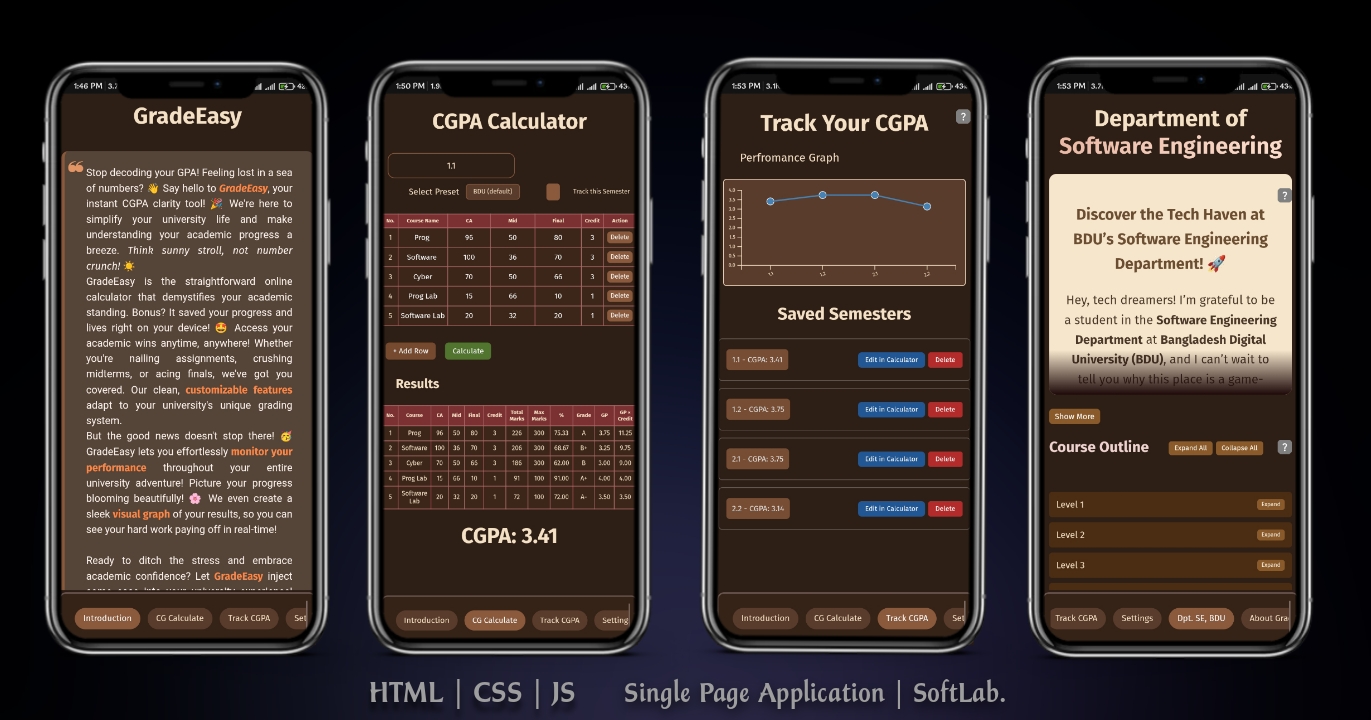 1:46 PM 3.
GradeEasy
Stop decoding your GPA! Feeling lost in a sea
of numbers? 👋 Say hello to GradeEasy, your
instant CGPA clarity tool! 🎉 We're here to
simplify your university life and make
understanding your academic progress a
breeze. Think sunny stroll, not number
crunch! ☀️
GradeEasy is the straightforward online
calculator that demystifies your academic
standing. Bonus? It saved your progress and
lives right on your device! 🤩 Access your
academic wins anytime, anywhere! Whether
you're nailing assignments, crushing
midterms, or acing finals, we've got you
covered. Our clean, customizable features
adapt to your university's unique grading
system.
But the good news doesn't stop there! 🥳
GradeEasy lets you effortlessly monitor your
performance throughout your entire
university adventure! Picture your progress
blooming beautifully! 🌸 We even create a
sleek visual graph of your results, so you can
see your hard work paying off in real-time!
Ready to ditch the stress and embrace
academic confidence? Let GradeEasy inject
Introduction CG Calculate Track CGPA Set
1:50 PM 1.9
CGPA Calculator
1.1
Select Preset BDU (default) Track this Semester
No. Course Name CA Mid Final Credit Action
1 Prog 96 50 80 3 Delete
2 Software 100 36 70 3 Delete
3 Cyber 70 50 66 3 Delete
4 Prog Lab 15 66 10 1 Delete
5 Software Lab 20 32 20 1 Delete
+ Add Row Calculate
Results
No. Course CA Mid Final Credit Total Marks Max Marks % Grade GP GP × Credit
1 Prog 96 50 80 3 226 300 75.33 A 3.75 11.25
2 Software 100 36 70 3 206 300 68.67 B+ 3.25 9.75
3 Cyber 70 50 66 3 186 300 62.00 B 3.00 9.00
4 Prog Lab 15 66 10 1 91 100 91.00 A+ 4.00 4.00
5 Software Lab 20 32 20 1 72 100 72.00 A- 3.50 3.50
CGPA: 3.41
Introduction CG Calculate Track CGPA Setting
1:53 PM 3.1
Track Your CGPA ?
Perfromance Graph
4.0
3.5
3.0
2.5
2.0
1.5
1.0
0.5
0.0
Saved Semesters
1.1 - CGPA: 3.41 Edit in Calculator Delete
1.2 - CGPA: 3.75 Edit in Calculator Delete
2.1 - CGPA: 3.75 Edit in Calculator Delete
2.2 - CGPA: 3.14 Edit in Calculator Delete
Introduction CG Calculate Track CGPA Set
1:53 PM 3.7
Department of
Software Engineering
?
Discover the Tech Haven at
BDU's Software Engineering
Department! 🚀
Hey, tech dreamers! I'm grateful to be
a student in the Software Engineering
Department at Bangladesh Digital
University (BDU), and I can't wait to
tell you why this place is a game-
Show More
Course Outline Expand All Collapse All ?
Level 1 Expand
Level 2 Expand
Level 3 Expand
Track CGPA Settings Dpt. SE, BDU About Gra
HTML | CSS | JS Single Page Application | SoftLab.